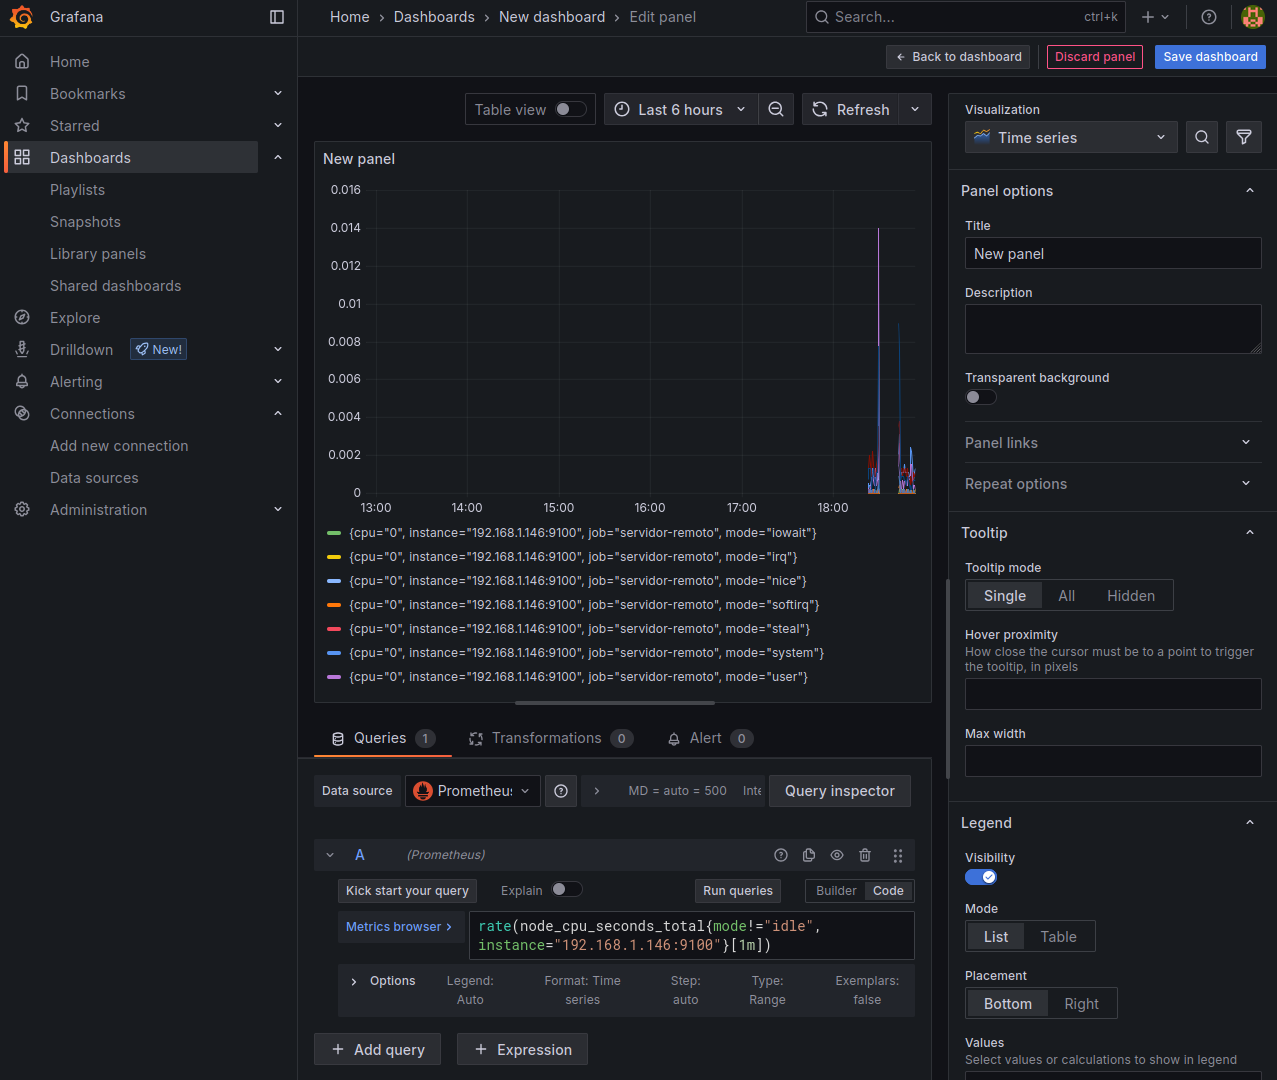 Grafana
Home
Bookmarks
Starred
Dashboards
Playlists
Snapshots
Library panels
Shared dashboards
Explore
Drilldown New!
Alerting
Connections
Add new connection
Data sources
Administration
Home › Dashboards › New dashboard › Edit panel
Search... ctrl+k
Back to dashboard
Discard panel
Save dashboard
Table view
Last 6 hours
Refresh
New panel
0.016
0.014
0.012
0.01
0.008
0.006
0.004
0.002
0
13:00 14:00 15:00 16:00 17:00 18:00
{cpu="0", instance="192.168.1.146:9100", job="servidor-remoto", mode="iowait"}
{cpu="0", instance="192.168.1.146:9100", job="servidor-remoto", mode="irq"}
{cpu="0", instance="192.168.1.146:9100", job="servidor-remoto", mode="nice"}
{cpu="0", instance="192.168.1.146:9100", job="servidor-remoto", mode="softirq"}
{cpu="0", instance="192.168.1.146:9100", job="servidor-remoto", mode="steal"}
{cpu="0", instance="192.168.1.146:9100", job="servidor-remoto", mode="system"}
{cpu="0", instance="192.168.1.146:9100", job="servidor-remoto", mode="user"}
Queries 1
Transformations 0
Alert 0
Data source
Prometheus
MD = auto = 500
Query inspector
A (Prometheus)
Kick start your query
Explain
Run queries
Builder Code
Metrics browser >
rate(node_cpu_seconds_total{mode!="idle",
instance="192.168.1.146:9100"}[1m])
Options
Legend: Auto
Format: Time series
Step: auto
Type: Range
Exemplars: false
+ Add query
+ Expression
Visualization
Time series
Panel options
Title
New panel
Description
Transparent background
Panel links
Repeat options
Tooltip
Tooltip mode
Single All Hidden
Hover proximity
How close the cursor must be to a point to trigger
the tooltip, in pixels
Max width
Legend
Visibility
Mode
List Table
Placement
Bottom Right
Values
Select values or calculations to show in legend